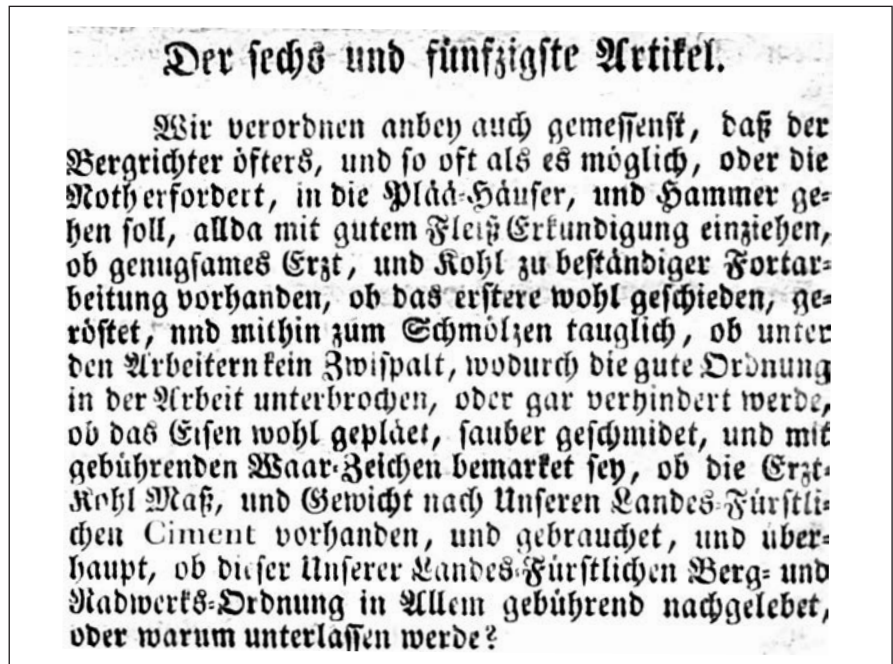 Der sechs und fünfzigste Artikel.
Wir verordnen anbey auch gemessenst, daß der
Bergrichter öfters, und so oft als es möglich, oder die
Noth erfordert, in die Plää-Häuser, und Hammer ge-
hen soll, allda mit gutem Fleiß Erkundigung einziehen,
ob genugsames Erzt, und Kohl zu beständiger Fortar-
beitung vorhanden, ob das erstere wohl geschieden, ge-
röstet, nnd mithin zum Schmölzen tauglich, ob unter
den Arbeitern kein Zwispalt, wodurch die gute Ordnung
in der Arbeit unterbrochen, oder gar verhindert werde,
ob das Eisen wohl gepläet, sauber geschmidet, und mit
gebührenden Waar-Zeichen bemarket sey, ob die Erzt-
Kohl Maß, und Gewicht nach Unseren Landes-Fürstli-
chen Ciment vorhanden, und gebrauchet, und über-
haupt, ob dieser Unserer Landes-Fürstlichen Berg- und
Radwerks-Ordnung in Allem gebührend nachgelebet,
oder warum unterlassen werde?